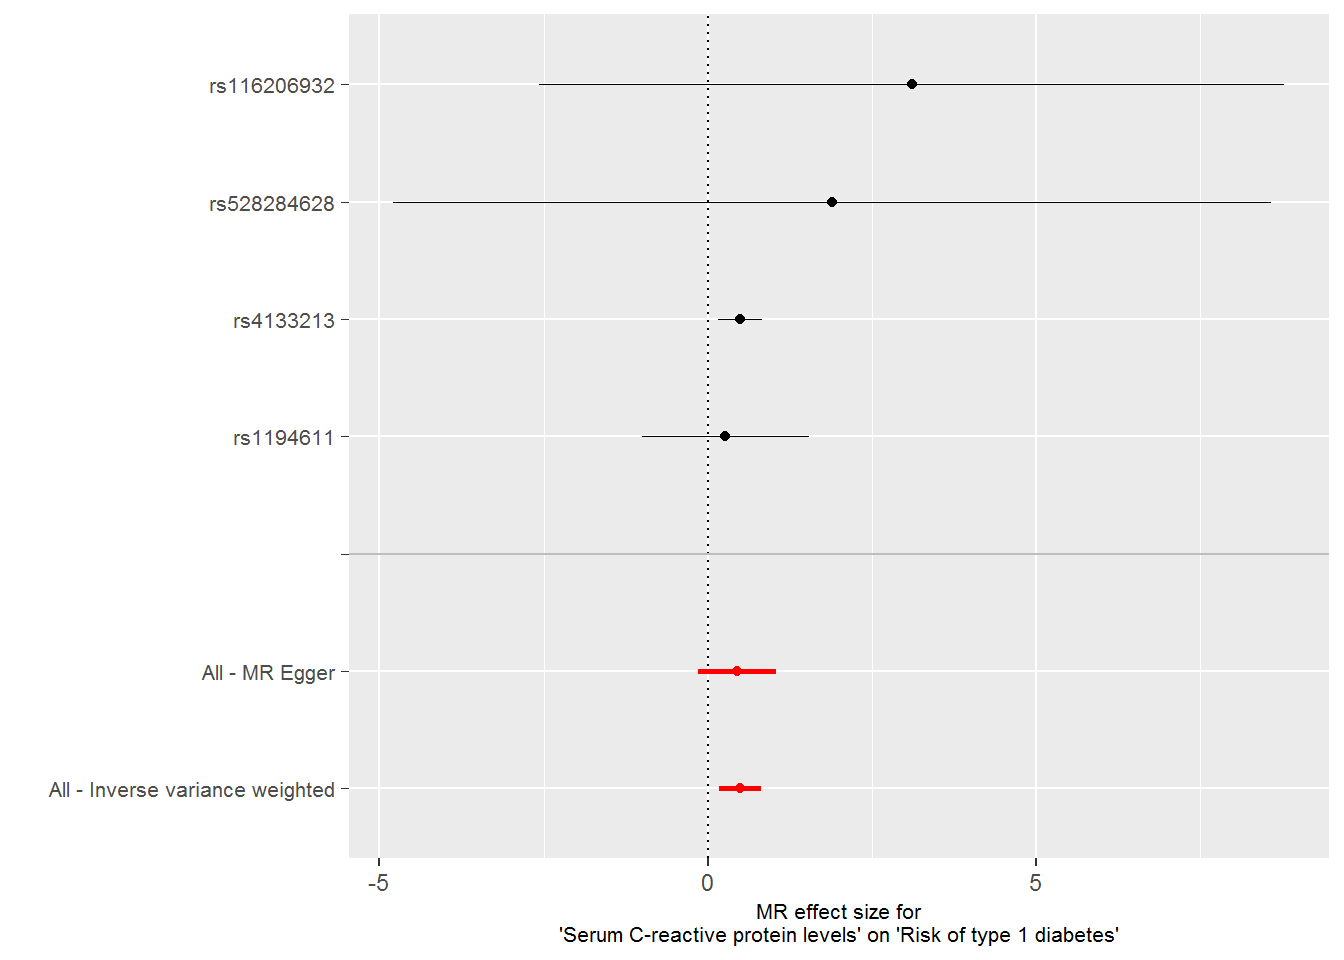 rs116206932
rs528284628
rs4133213
rs1194611
All - MR Egger
All - Inverse variance weighted
-5 0 5
MR effect size for
'Serum C-reactive protein levels' on 'Risk of type 1 diabetes'